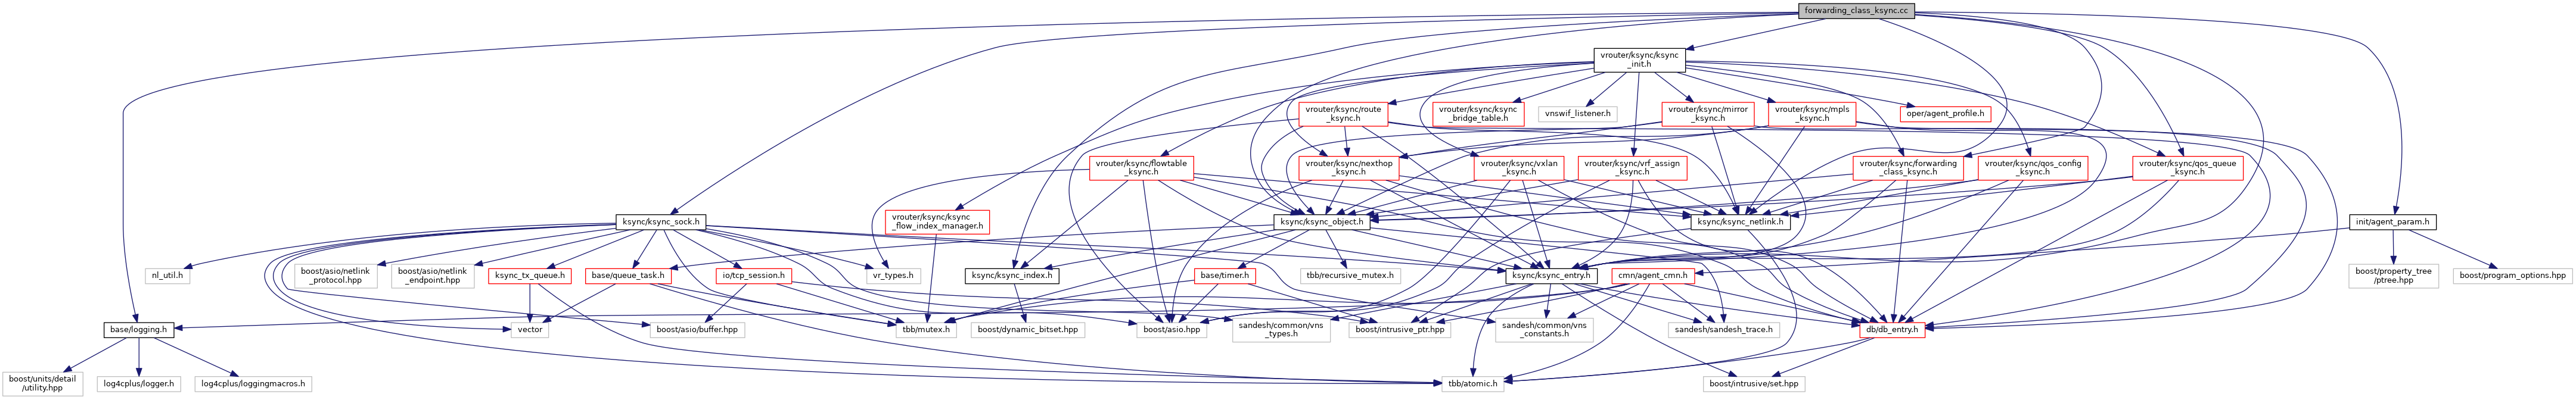 forwarding_class_ksync.cc
vrouter/ksync/ksync
_init.h
vrouter/ksync/route
_ksync.h
vrouter/ksync/ksync
_bridge_table.h
vnswif_listener.h
vrouter/ksync/mirror
_ksync.h
vrouter/ksync/mpls
_ksync.h
oper/agent_profile.h
vrouter/ksync/flowtable
_ksync.h
vrouter/ksync/nexthop
_ksync.h
vrouter/ksync/vxlan
_ksync.h
vrouter/ksync/vrf_assign
_ksync.h
vrouter/ksync/forwarding
_class_ksync.h
vrouter/ksync/qos_config
_ksync.h
vrouter/ksync/qos_queue
_ksync.h
ksync/ksync_sock.h
vrouter/ksync/ksync
_flow_index_manager.h
ksync/ksync_object.h
ksync/ksync_netlink.h
init/agent_param.h
nl_util.h
boost/asio/netlink
_protocol.hpp
boost/asio/netlink
_endpoint.hpp
ksync_tx_queue.h
base/queue_task.h
io/tcp_session.h
vr_types.h
ksync/ksync_index.h
base/timer.h
tbb/recursive_mutex.h
ksync/ksync_entry.h
cmn/agent_cmn.h
boost/property_tree
/ptree.hpp
boost/program_options.hpp
base/logging.h
vector
boost/asio/buffer.hpp
tbb/mutex.h
boost/dynamic_bitset.hpp
boost/asio.hpp
sandesh/common/vns
_types.h
boost/intrusive_ptr.hpp
sandesh/common/vns
_constants.h
sandesh/sandesh_trace.h
db/db_entry.h
boost/units/detail
/utility.hpp
log4cplus/logger.h
log4cplus/loggingmacros.h
tbb/atomic.h
boost/intrusive/set.hpp